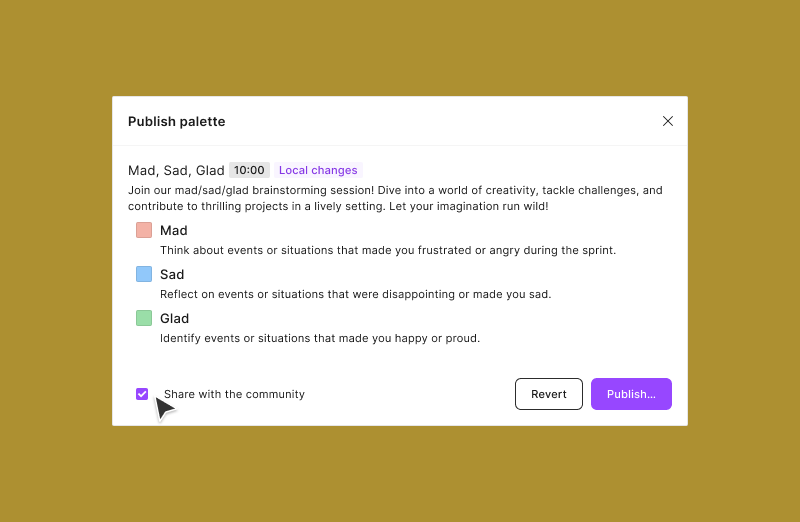 Publish palette
Mad, Sad, Glad 10:00 Local changes
Join our mad/sad/glad brainstorming session! Dive into a world of creativity, tackle challenges, and
contribute to thrilling projects in a lively setting. Let your imagination run wild!
Mad
Think about events or situations that made you frustrated or angry during the sprint.
Sad
Reflect on events or situations that were disappointing or made you sad.
Glad
Identify events or situations that made you happy or proud.
Share with the community
Revert
Publish...